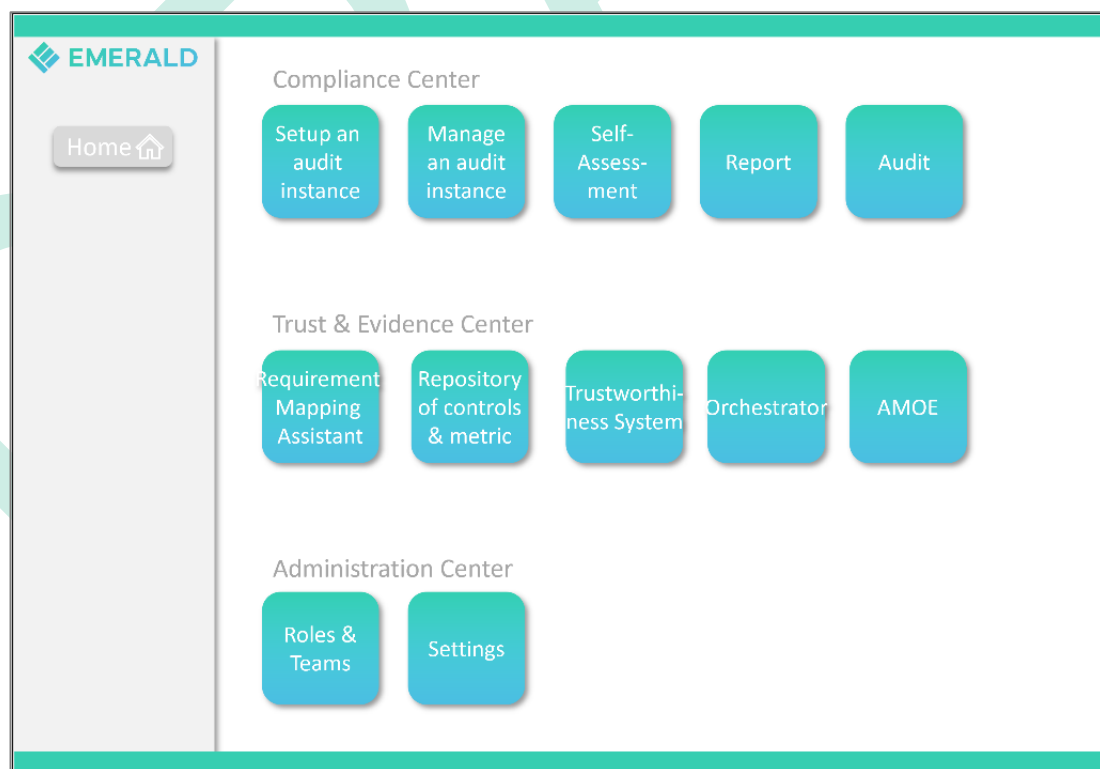 EMERALD
Home
Compliance Center
Setup an
audit
instance
Manage
an audit
instance
Self-
Assess-
ment
Report
Audit
Trust & Evidence Center
Requirement
Mapping
Assistant
Repository
of controls
& metric
Trustworthi-
ness System
Orchestrator
AMOE
Administration Center
Roles &
Teams
Settings